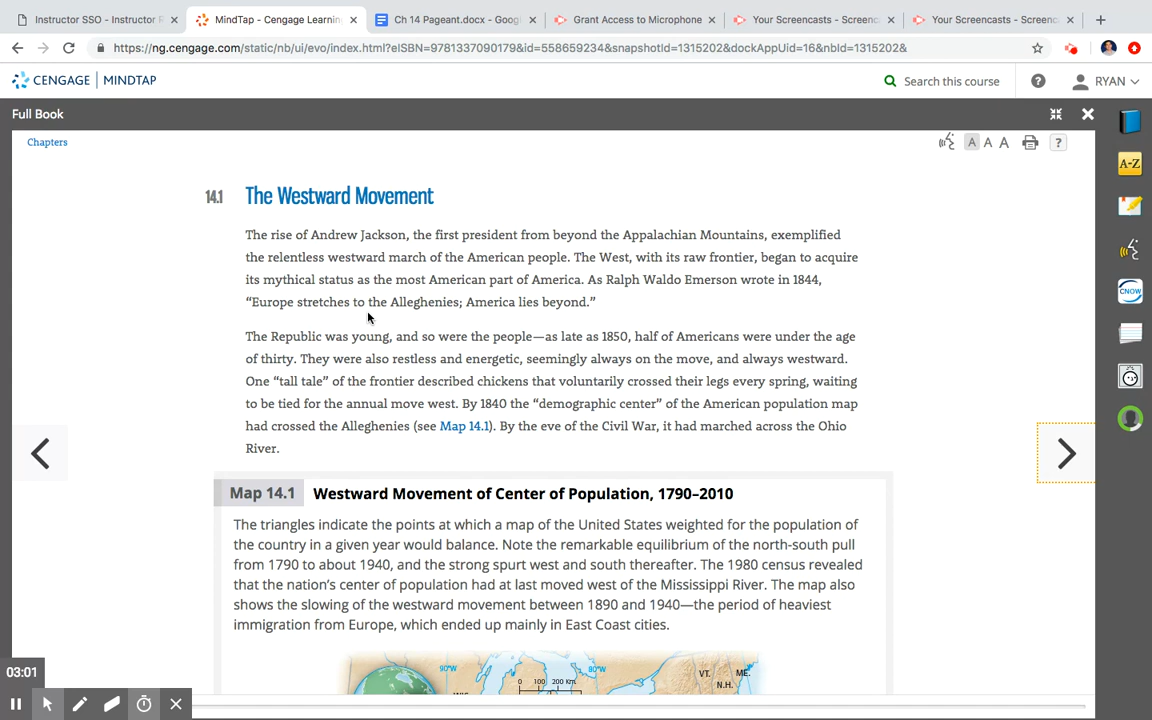 Instructor SSO - Instructor R
MindTap - Cengage Learnin
Ch 14 Pageant.docx - Goog
Grant Access to Microphone
Your Screencasts - Screenc
Your Screencasts - Screenc
https://ng.cengage.com/static/nb/ui/evo/index.html?eISBN=9781337090179&id=558659234&snapshotId=1315202&dockAppUid=16&nbId=1315202&
CENGAGE | MINDTAP
Search this course
?
RYAN
Full Book
Chapters
A A A
?
A-Z
CNOW
14.1 The Westward Movement
The rise of Andrew Jackson, the first president from beyond the Appalachian Mountains, exemplified
the relentless westward march of the American people. The West, with its raw frontier, began to acquire
its mythical status as the most American part of America. As Ralph Waldo Emerson wrote in 1844,
“Europe stretches to the Alleghenies; America lies beyond.”
The Republic was young, and so were the people—as late as 1850, half of Americans were under the age
of thirty. They were also restless and energetic, seemingly always on the move, and always westward.
One “tall tale” of the frontier described chickens that voluntarily crossed their legs every spring, waiting
to be tied for the annual move west. By 1840 the “demographic center” of the American population map
had crossed the Alleghenies (see Map 14.1). By the eve of the Civil War, it had marched across the Ohio
River.
Map 14.1 Westward Movement of Center of Population, 1790–2010
The triangles indicate the points at which a map of the United States weighted for the population of
the country in a given year would balance. Note the remarkable equilibrium of the north-south pull
from 1790 to about 1940, and the strong spurt west and south thereafter. The 1980 census revealed
that the nation’s center of population had at last moved west of the Mississippi River. The map also
shows the slowing of the westward movement between 1890 and 1940—the period of heaviest
immigration from Europe, which ended up mainly in East Coast cities.
90°W
80°W
VT.
ME.
0 100 200 Km.
N.H.
03:01